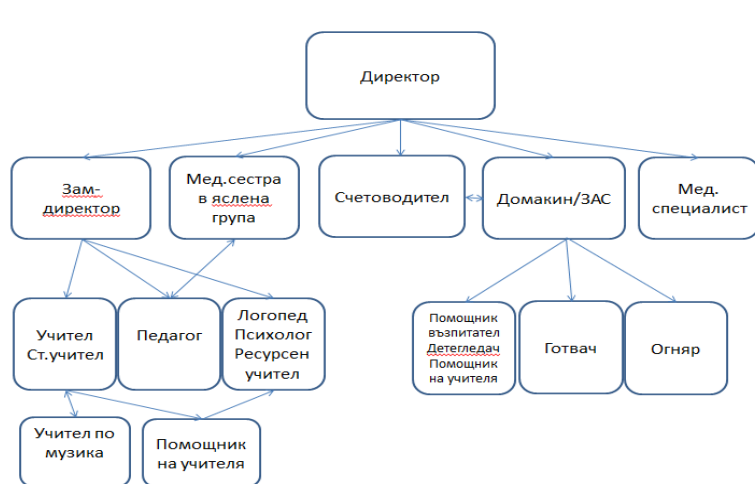 Директор
Зам-
директор
Мед.сестра
в яслена
група
Счетоводител
Домакин/ЗАС
Мед.
специалист
Учител
Ст.учител
Педагог
Логопед
Психолог
Ресурсен
учител
Помощник
възпитател
Детегледач
Помощник
на учителя
Готвач
Огняр
Учител по
музика
Помощник
на учителя